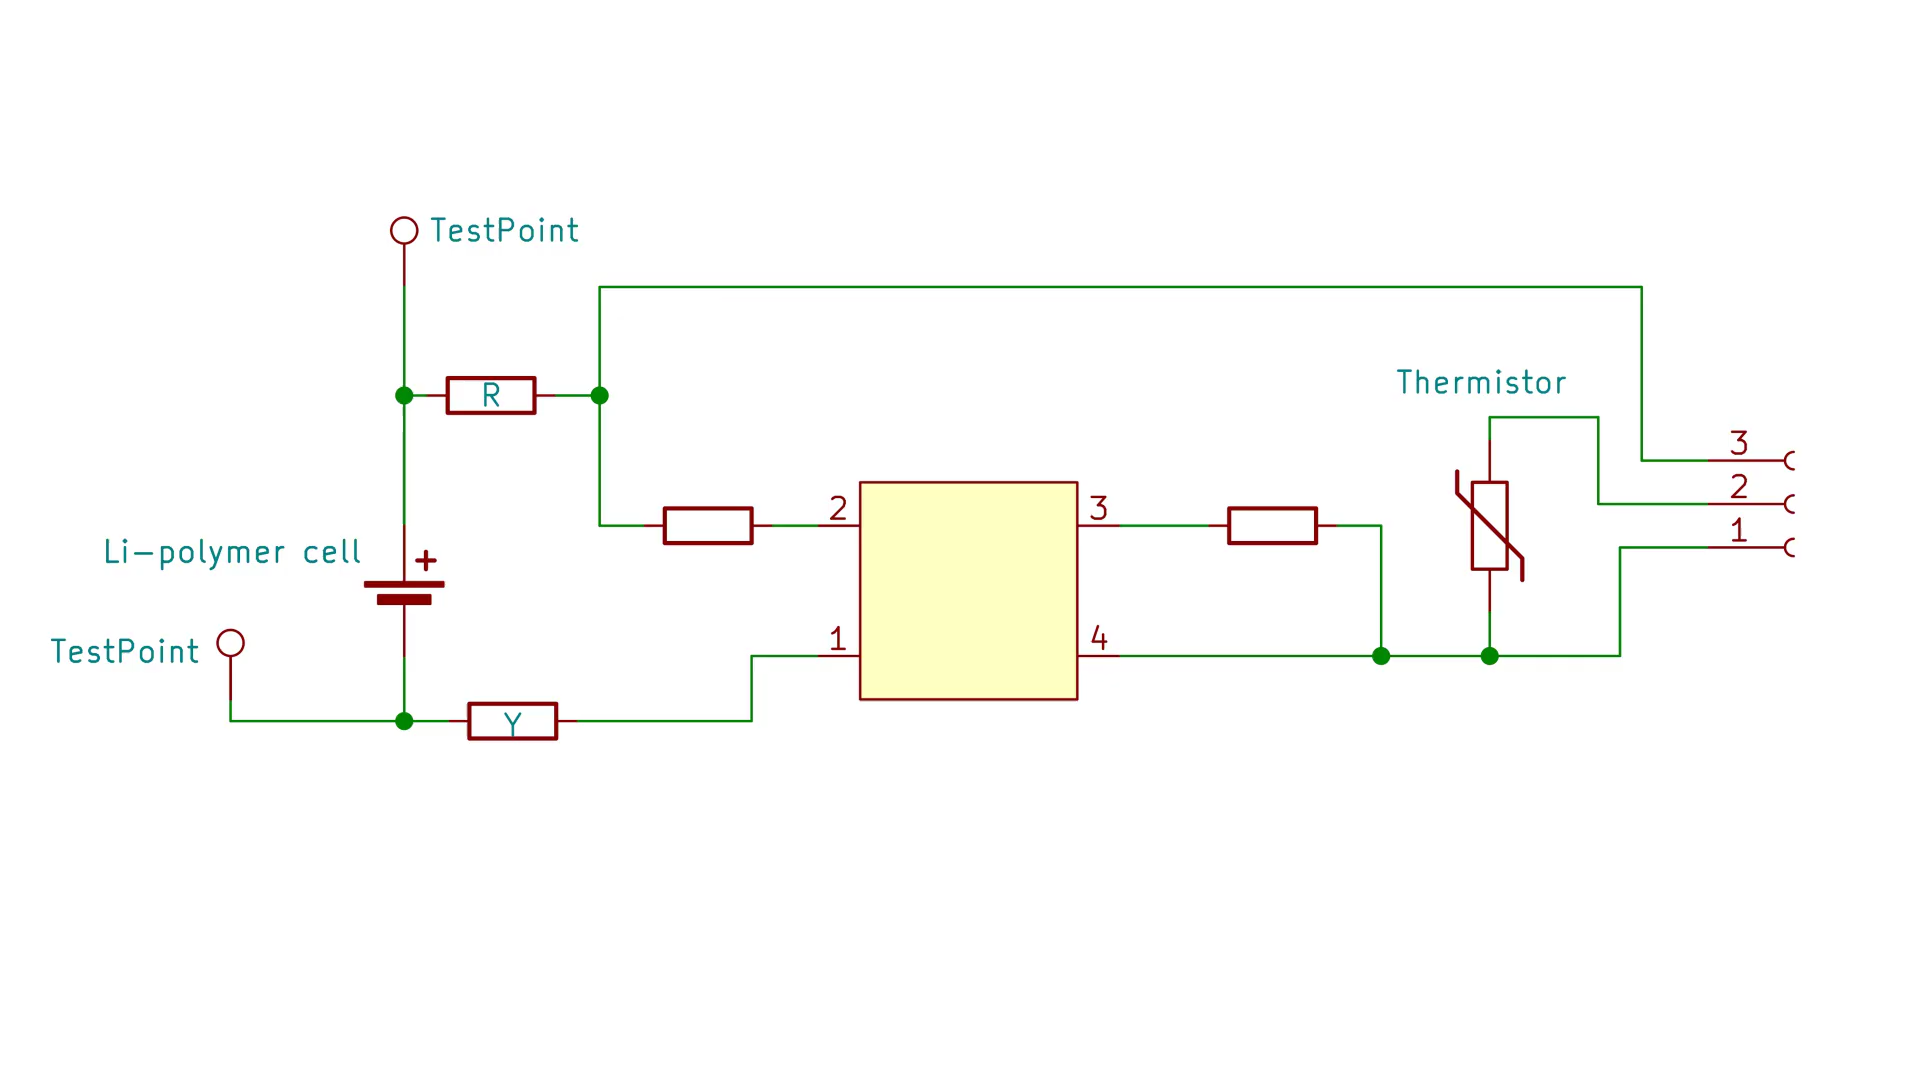 TestPoint
R
Thermistor
3
2
1
2
3
Li-polymer cell
1
4
TestPoint
Y